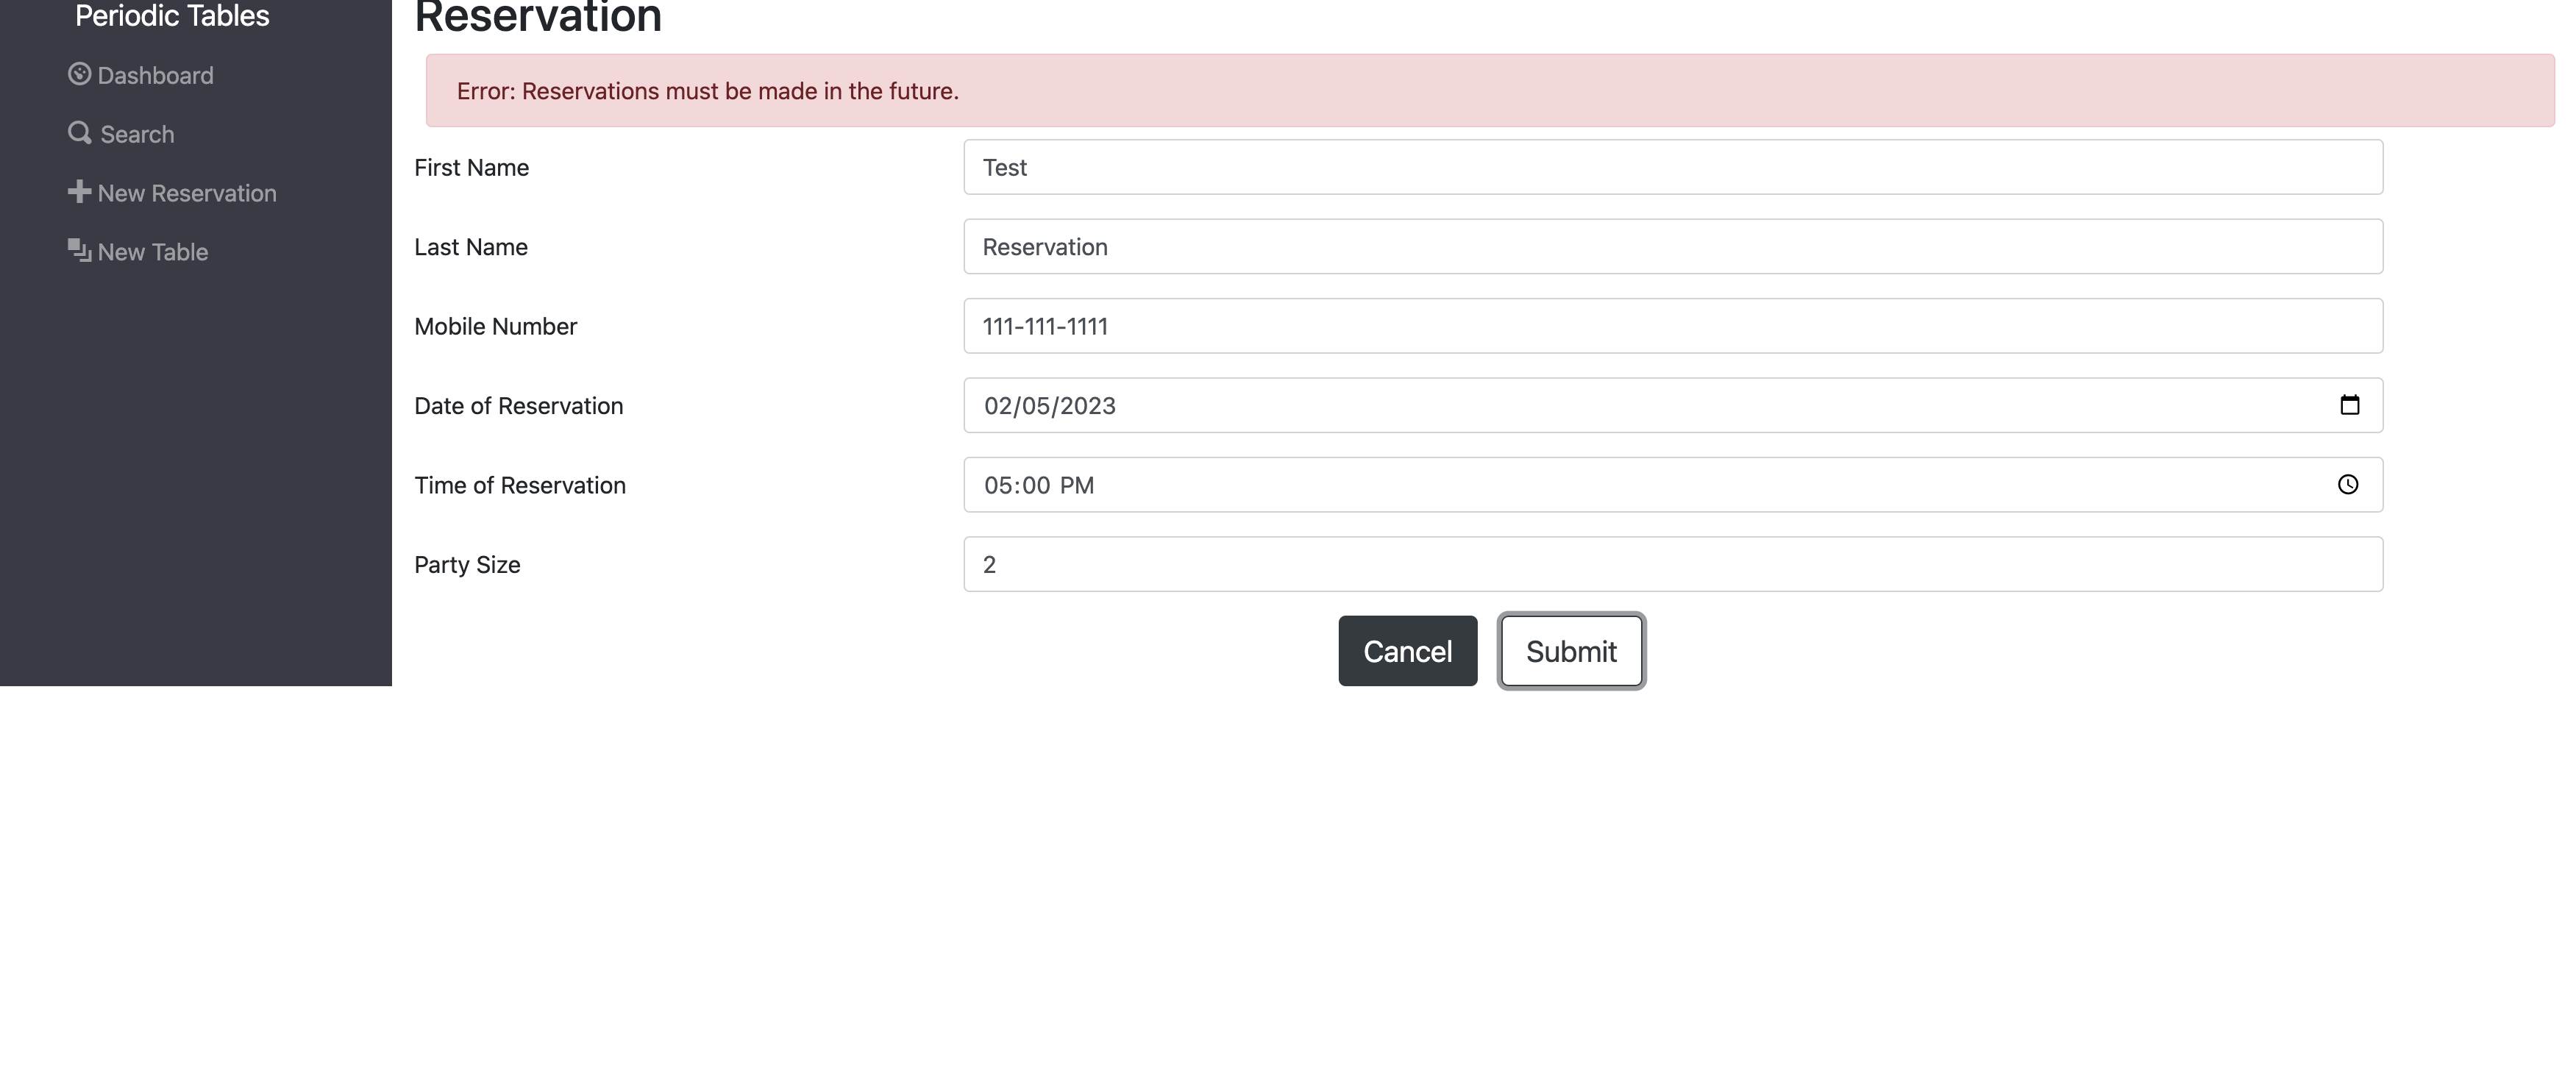 Periodic Tables
Dashboard
Search
New Reservation
New Table
Reservation
Error: Reservations must be made in the future.
First Name
Test
Last Name
Reservation
Mobile Number
111-111-1111
Date of Reservation
02/05/2023
Time of Reservation
05:00 PM
Party Size
2
Cancel
Submit